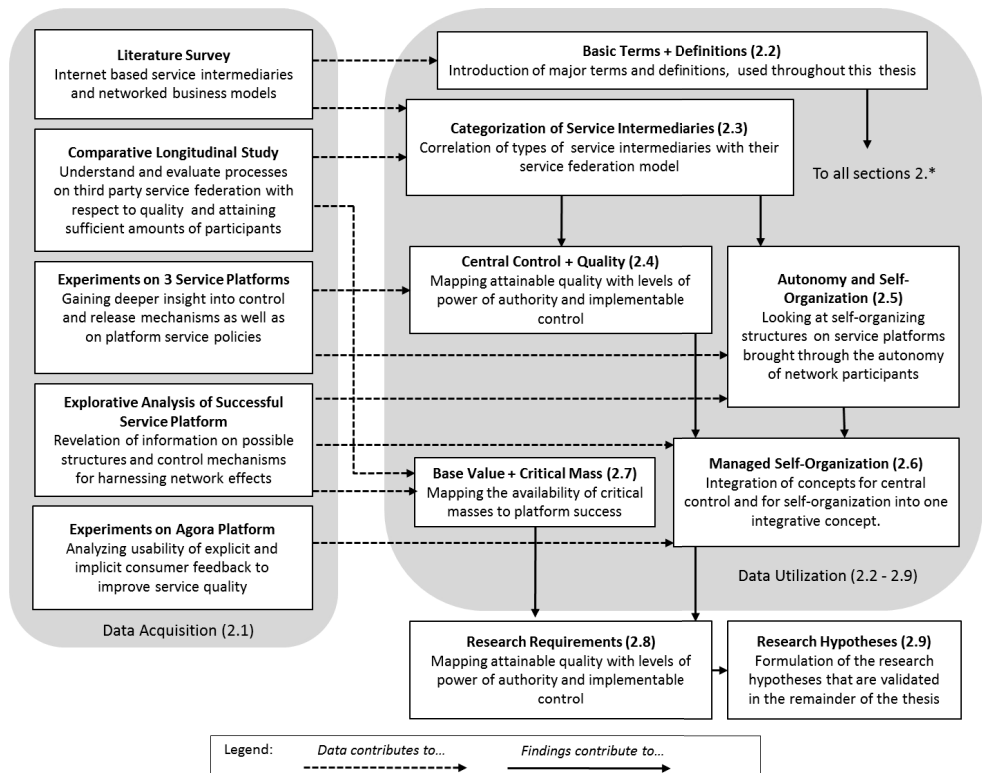 Literature Survey
Internet based service intermediaries
and networked business models
Comparative Longitudinal Study
Understand and evaluate processes
on third party service federation with
respect to quality and attaining
sufficient amounts of participants
Experiments on 3 Service Platforms
Gaining deeper insight into control
and release mechanisms as well as
on platform service policies
Explorative Analysis of Successful
Service Platform
Revelation of information on possible
structures and control mechanisms
for harnessing network effects
Experiments on Agora Platform
Analyzing usability of explicit and
implicit consumer feedback to
improve service quality
Data Acquisition (2.1)
Basic Terms + Definitions (2.2)
Introduction of major terms and definitions, used throughout this thesis
Categorization of Service Intermediaries (2.3)
Correlation of types of service intermediaries with their
service federation model
To all sections 2.*
Central Control + Quality (2.4)
Mapping attainable quality with levels of
power of authority and implementable
control
Autonomy and Self-
Organization (2.5)
Looking at self-organizing
structures on service platforms
brought through the autonomy
of network participants
Base Value + Critical Mass (2.7)
Mapping the availability of critical
masses to platform success
Managed Self-Organization (2.6)
Integration of concepts for central
control and for self-organization into one
integrative concept.
Data Utilization (2.2 - 2.9)
Research Requirements (2.8)
Mapping attainable quality with levels of
power of authority and implementable
control
Research Hypotheses (2.9)
Formulation of the research
hypotheses that are validated
in the remainder of the thesis
Legend:
Data contributes to...
Findings contribute to...